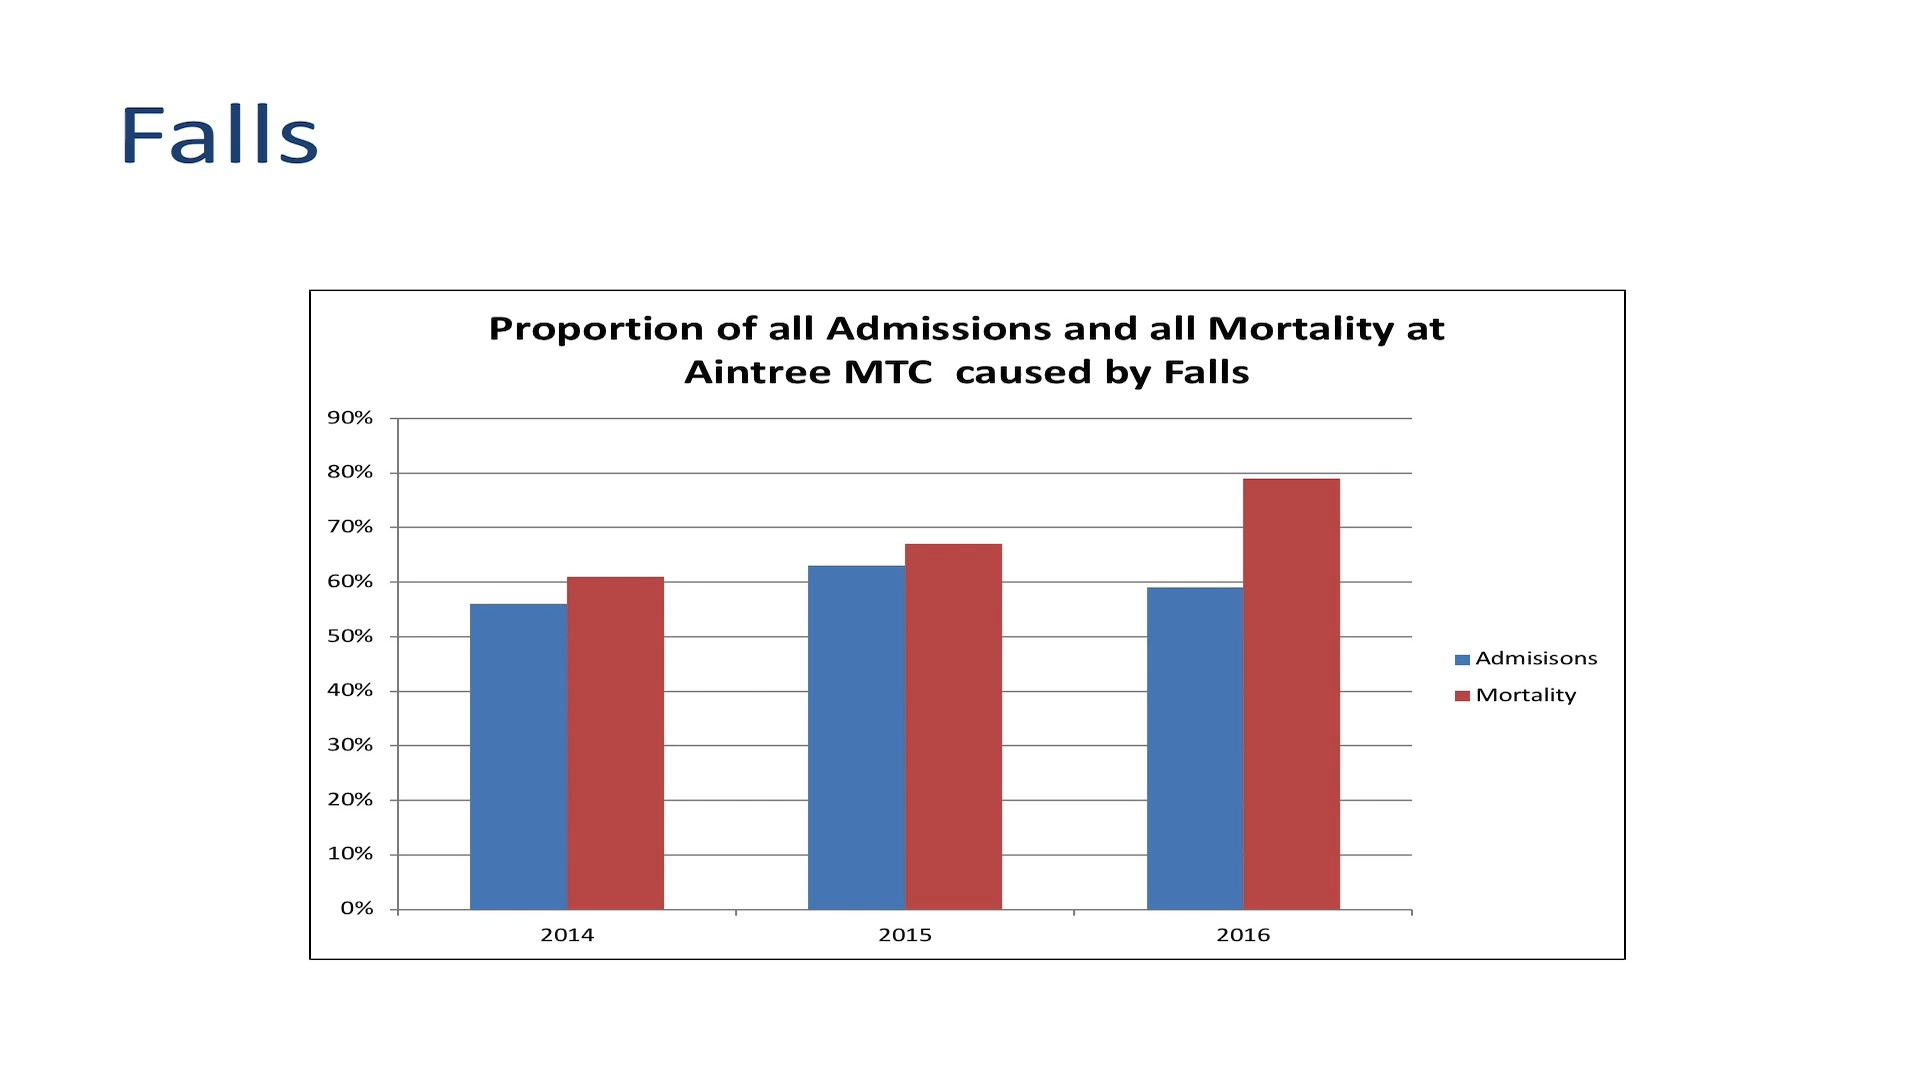 Falls
Proportion of all Admissions and all Mortality at
Aintree MTC  caused by Falls
90%
80%
70%
60%
50%
40%
30%
20%
10%
0%
2014
2015
2016
Admisisons
Mortality